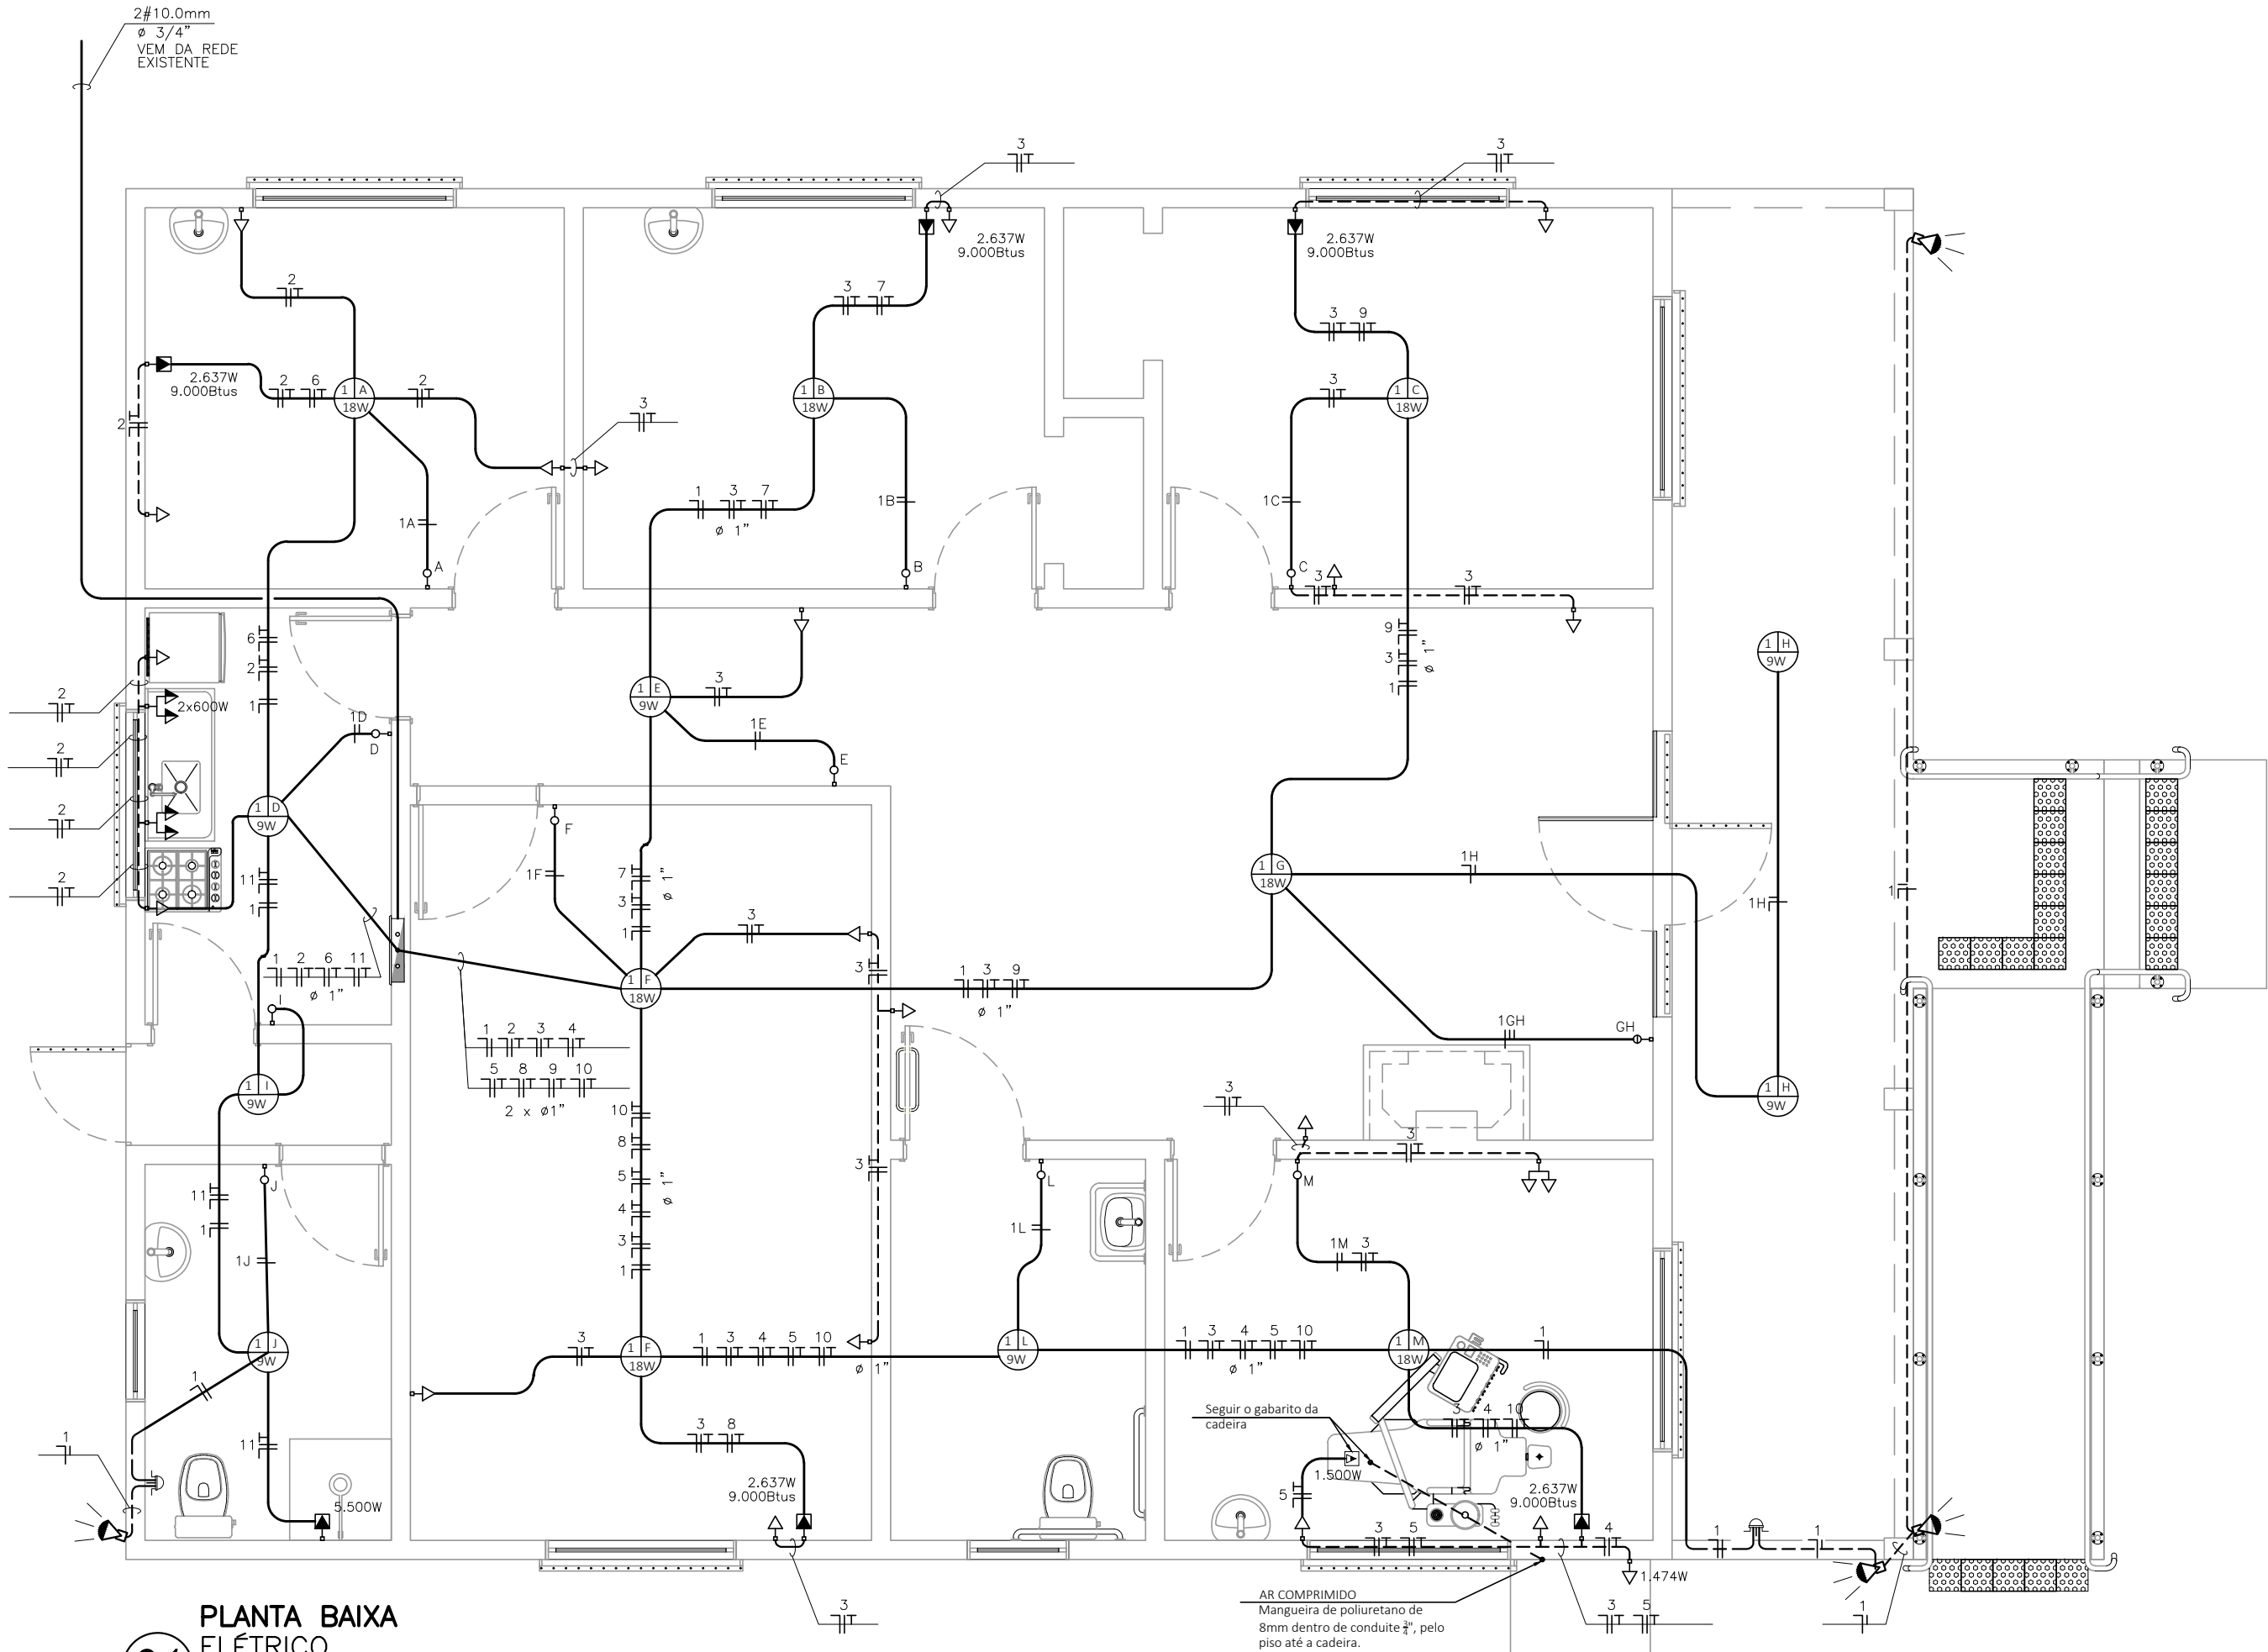 2#10.0mm
ø 3/4"
VEM DA REDE
EXISTENTE
3
3
2.637W
9.000Btus
2.637W
9.000Btus
2
3 7
3 9
2.637W
9.000Btus
2 6
1 A
18W
2
1 B
18W
3
1 C
18W
2
3
1A
1 3 7
ø 1"
1B
1C
A
B
C
3
3
6
2
1
9
3
1
ø 1"
1 H
9W
2
2
2
2
2x600W
1D
D
1 E
9W
3
1E
E
1 D
9W
F
1F
11
1
7
3
1
ø 1"
3
1 G
18W
1H
1H
1
1 2 6 11
ø 1"
I
1 F
18W
3
1 3 9
ø 1"
1GH
GH
1 2 3 4
5 8 9 10
2 x ø1"
1 I
9W
1 H
9W
10
8
5
4
3
1
ø 1"
3
3
3
J
L
M
11
1
1J
1L
1M 3
1 J
9W
3
1 F
18W
1 3 4 5 10
ø 1"
1 L
9W
1 3 4 5 10
ø 1"
1 M
18W
1
1
11
3 8
Seguir o gabarito da
cadeira
3 4 10
ø 1"
1
1.500W
5.500W
2.637W
9.000Btus
5
2.637W
9.000Btus
3 5
4
1
1
1.474W
3
AR COMPRIMIDO
Mangueira de poliuretano de
8mm dentro de conduite ¾", pelo
piso até a cadeira.
3 5
1
PLANTA BAIXA
ELÉTRICO